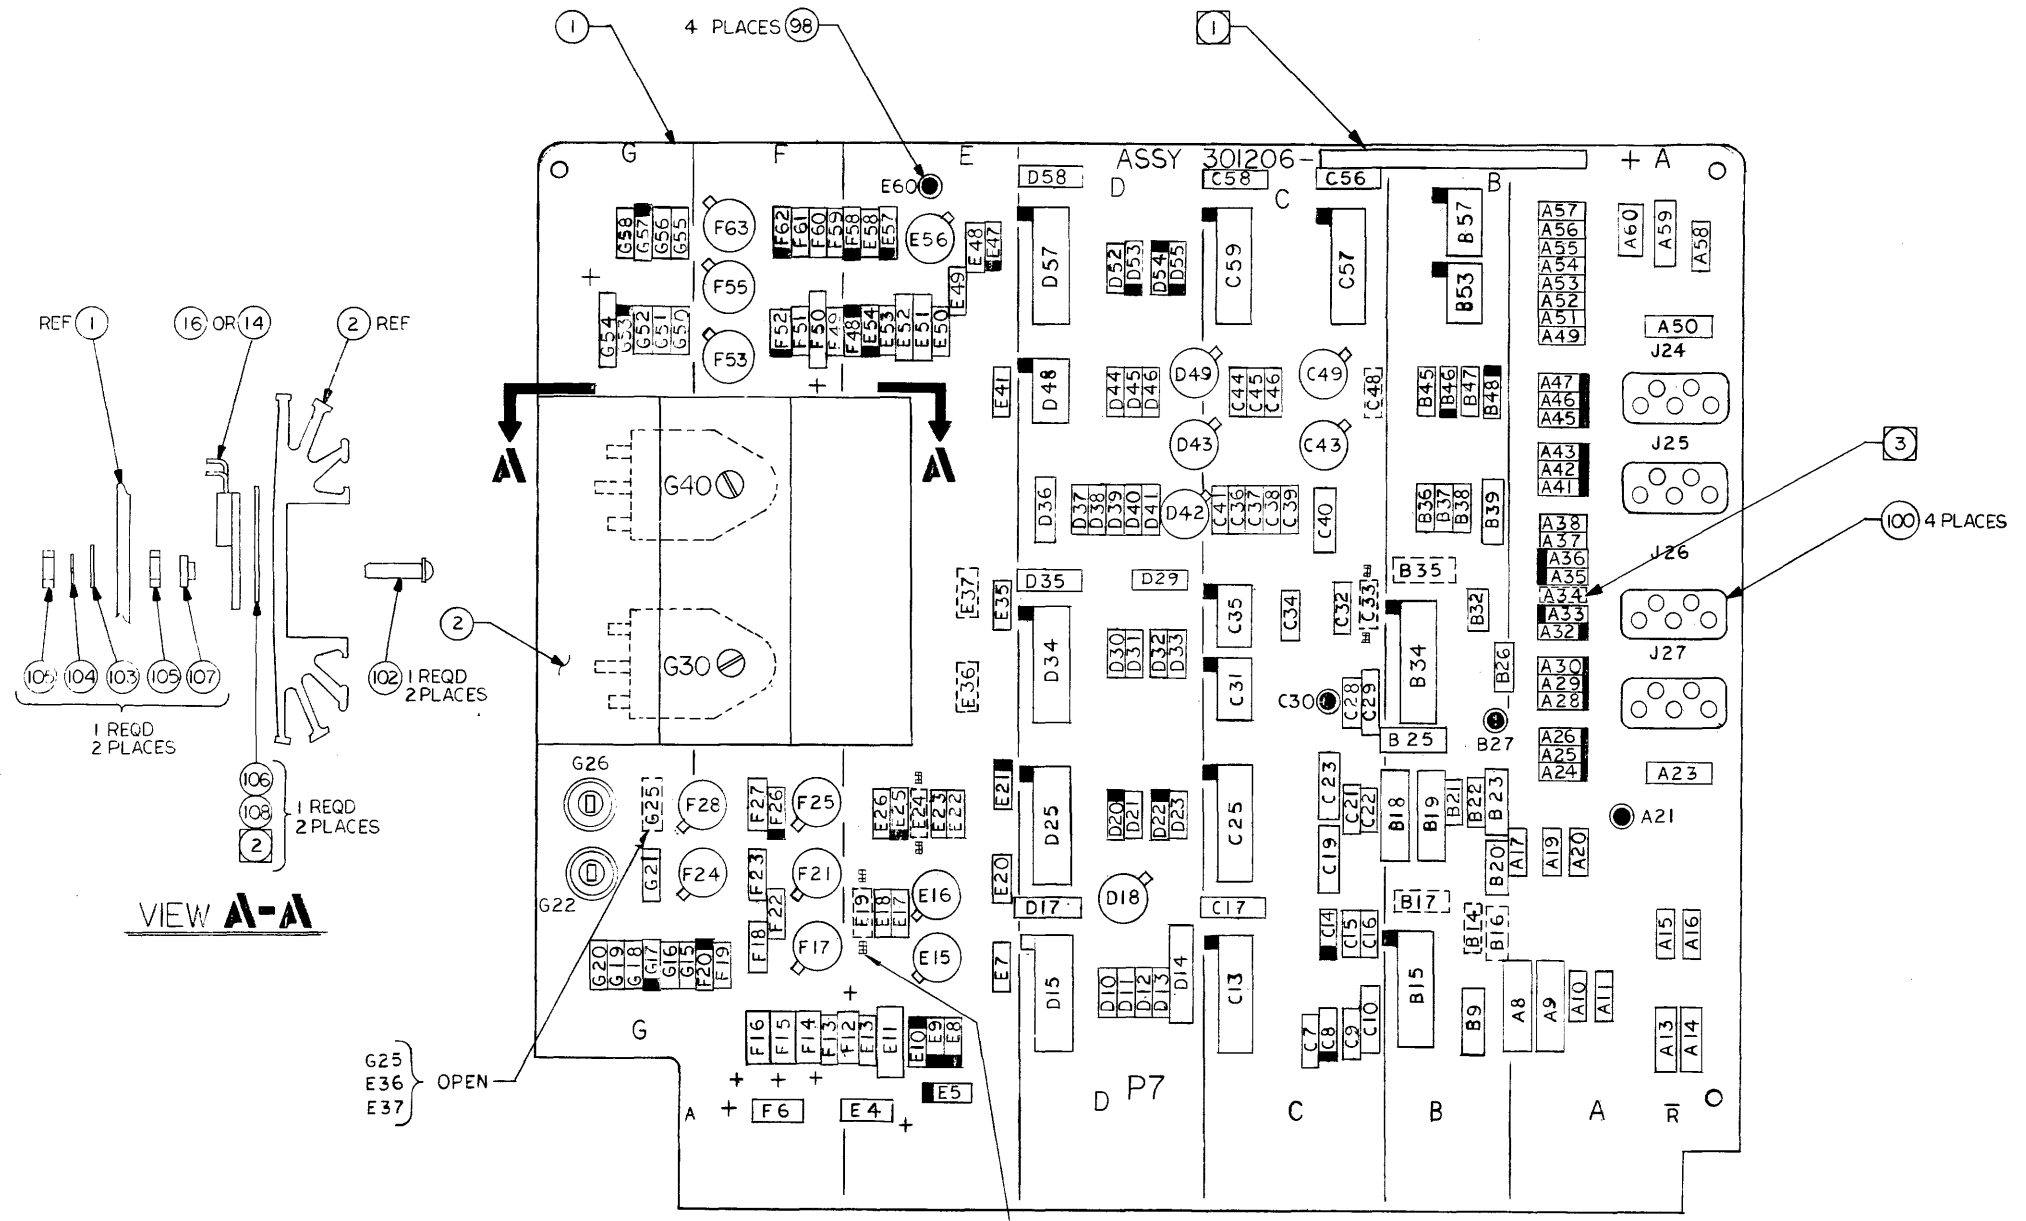 1
4 PLACES 98
1
G F E ASSY 301206- + A
D C B
E60
D58 C58 C56
G58 G57 G56 G55
F63
F62 F61 F60 F59 F58 E58 E57
E56
E48 E47
E49
D57
D52 D53 D54 D55
C59
C57
B57
B53
A57
A56
A55
A54
A53
A52
A51
A49
A60 A59 A58
A50
J24
+
F55
G54 G53 G52 G51 G50
F53
F52 F51 F50 F49 F48 E54 E53 E52 E51 E50
+
REF 1
16 OR 14
2 REF
A A
E41
D48
D44 D45 D46
D49
D43
C44 C45 C46
C49
C43
C48
B45 B46 B47 B48
A47
A46
A45
J25
A43
A42
A41
3
G40
D36
D37 D38 D39 D40 D41
D42
C41 C36 C37 C38 C39
C40
B36 B37 B38
B39
A38
A37
A36
A35
A34
A33
A32
J26
100 4 PLACES
E37
E35
D35
D29
B35
2
G30
D34
D30 D31 D32 D33
C35
C31
C34
C32 C33
B34
B32
B26
J27
E36
C30
C28 C29
B25
B27
A30
A29
A28
105 104 103 105 107
1 REQD
2 PLACES
102 1 REQD
2 PLACES
106
108
2
1 REQD
2 PLACES
VIEW A-A
A26
A25
A24
A23
A21
G26
G25
F28
F27 F26
F25
E26 E25 E24 E23 E22
E21
D25
D20 D21 D22 D23
C25
C23
C21 C22
B18
B19
B21 B22 B23
G22
G21
F24
F23
F22
F21
E20
C19
B20
A17 A19 A20
E19 E18 E17
E16
D17
D18
C17
B17
B14 B16
F18
F17
E15
E7
D15
D10 D11 D12 D13 D14
C13
C14 C15 C16
B15
A15 A16
G20 G19 G18 G17 G16 G15 F20 F19
+
G
F16 F15 F14 F13 F12 E13 E11 E10 E9 E8
C7 C8 C9 C10
B9
A8 A9
A10 A11
A13 A14
G25
E36
E37
OPEN
+ + +
E5
A + F6 E4 +
D P7 C B A R